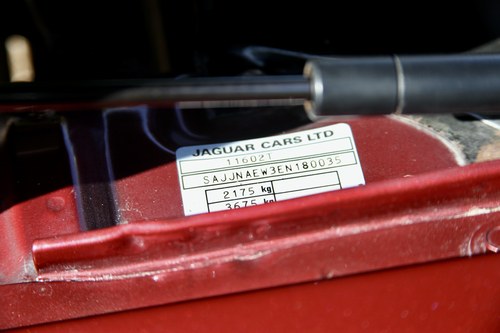 JAGUAR CARS LTD
116021
SAJJNAEW3EN180035
2175 kg
3675 kg